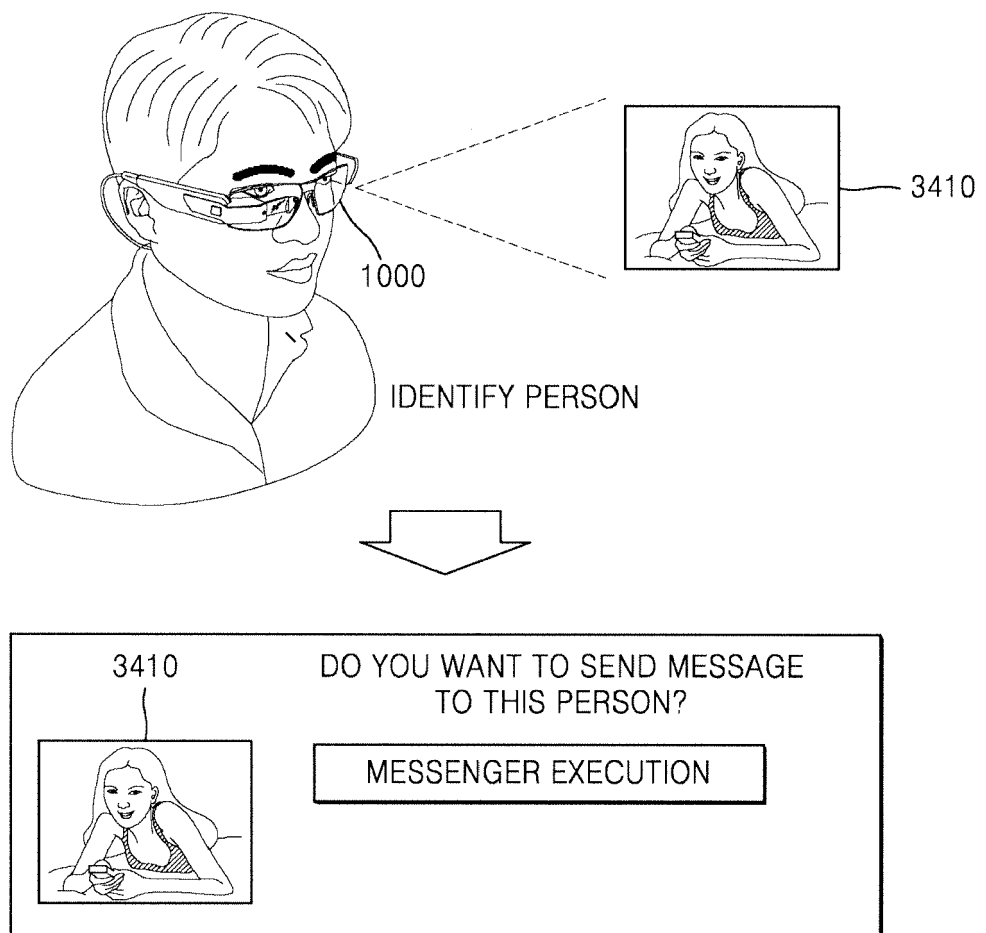 3410
1000
IDENTIFY PERSON
3410
DO YOU WANT TO SEND MESSAGE
TO THIS PERSON?
MESSENGER EXECUTION